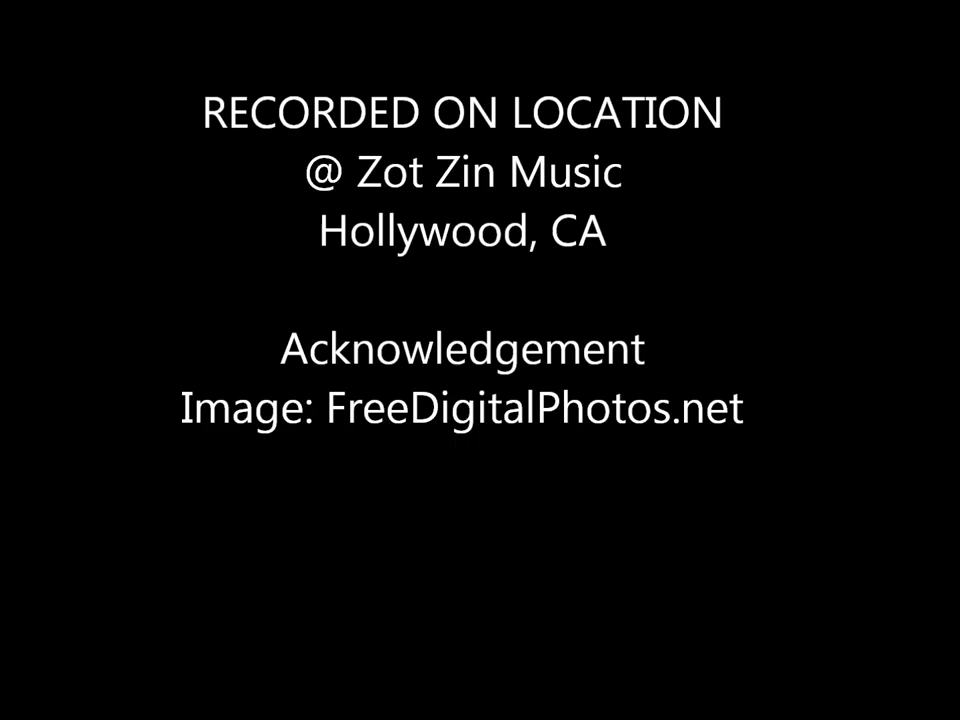 RECORDED ON LOCATION
@ Zot Zin Music
Hollywood, CA
Acknowledgement
Image: FreeDigitalPhotos.net